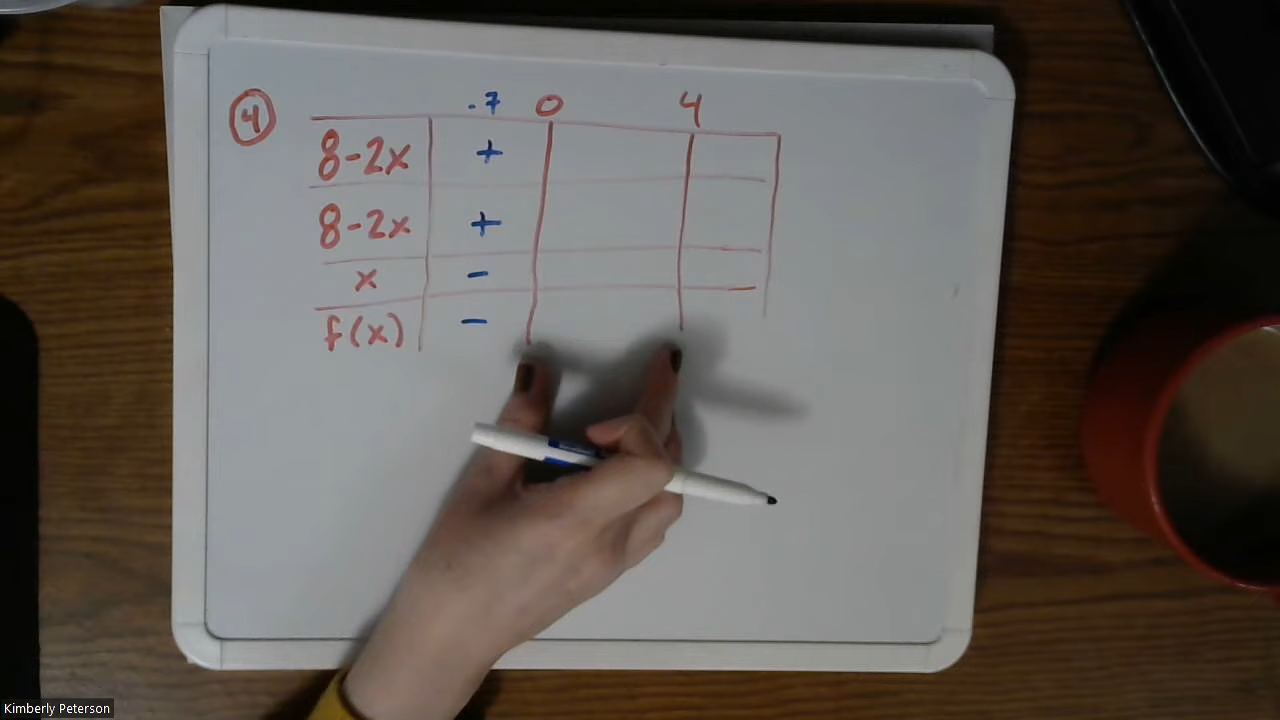 ④ .7 0 4
8-2x +
8-2x +
x -
f(x) -
Kimberly Peterson